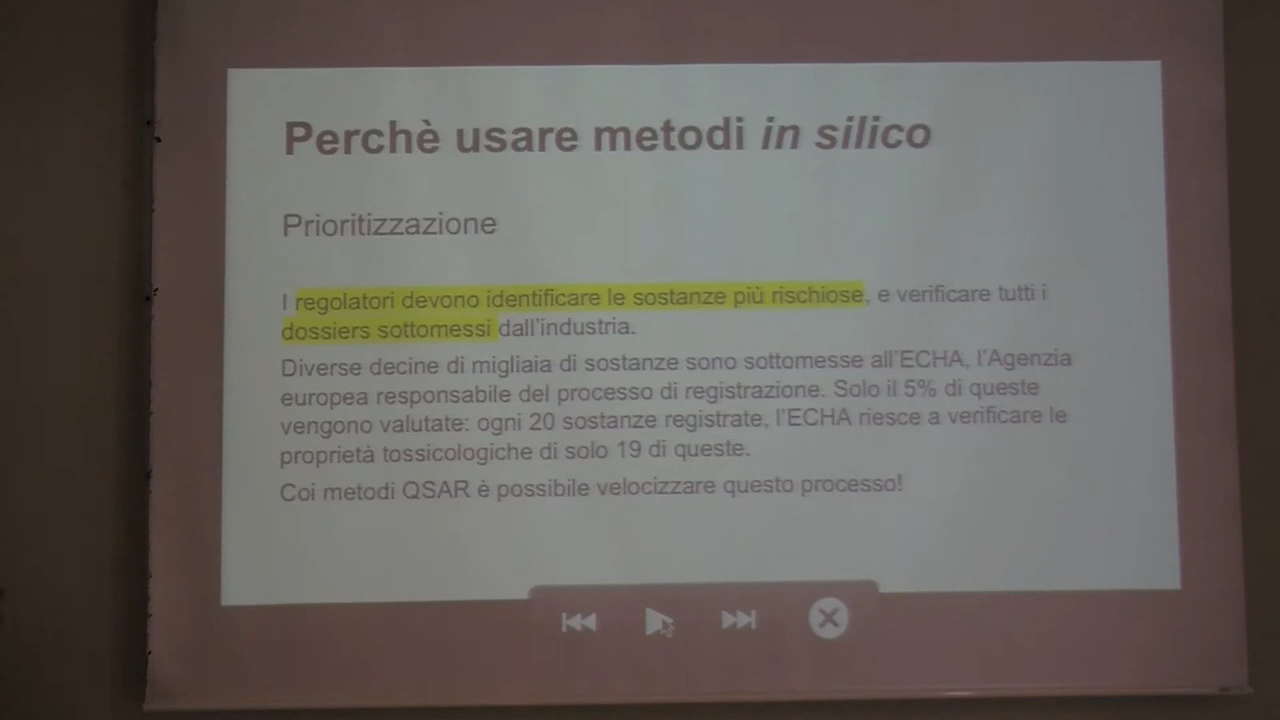 Perchè usare metodi in silico
Prioritizzazione
I regolatori devono identificare le sostanze più rischiose, e verificare tutti i
dossiers sottomessi dall'industria.
Diverse decine di migliaia di sostanze sono sottomesse all'ECHA, l'Agenzia
europea responsabile del processo di registrazione. Solo il 5% di queste
vengono valutate: ogni 20 sostanze registrate, l'ECHA riesce a verificare le
proprietà tossicologiche di solo 19 di queste.
Coi metodi QSAR è possibile velocizzare questo processo!